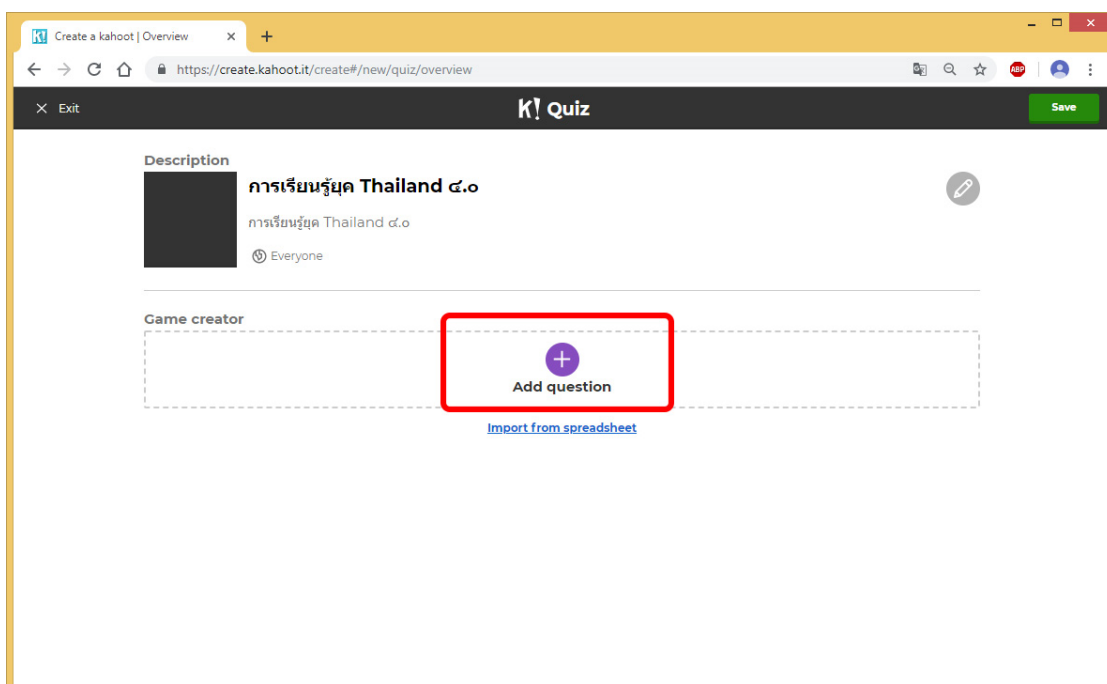 Create a kahoot | Overview
https://create.kahoot.it/create#/new/quiz/overview
ABP
Exit
K! Quiz
Save
Description
การเรียนรู้ยุค Thailand ๔.๐
การเรียนรู้ยุค Thailand ๔.๐
Everyone
Game creator
Add question
Import from spreadsheet